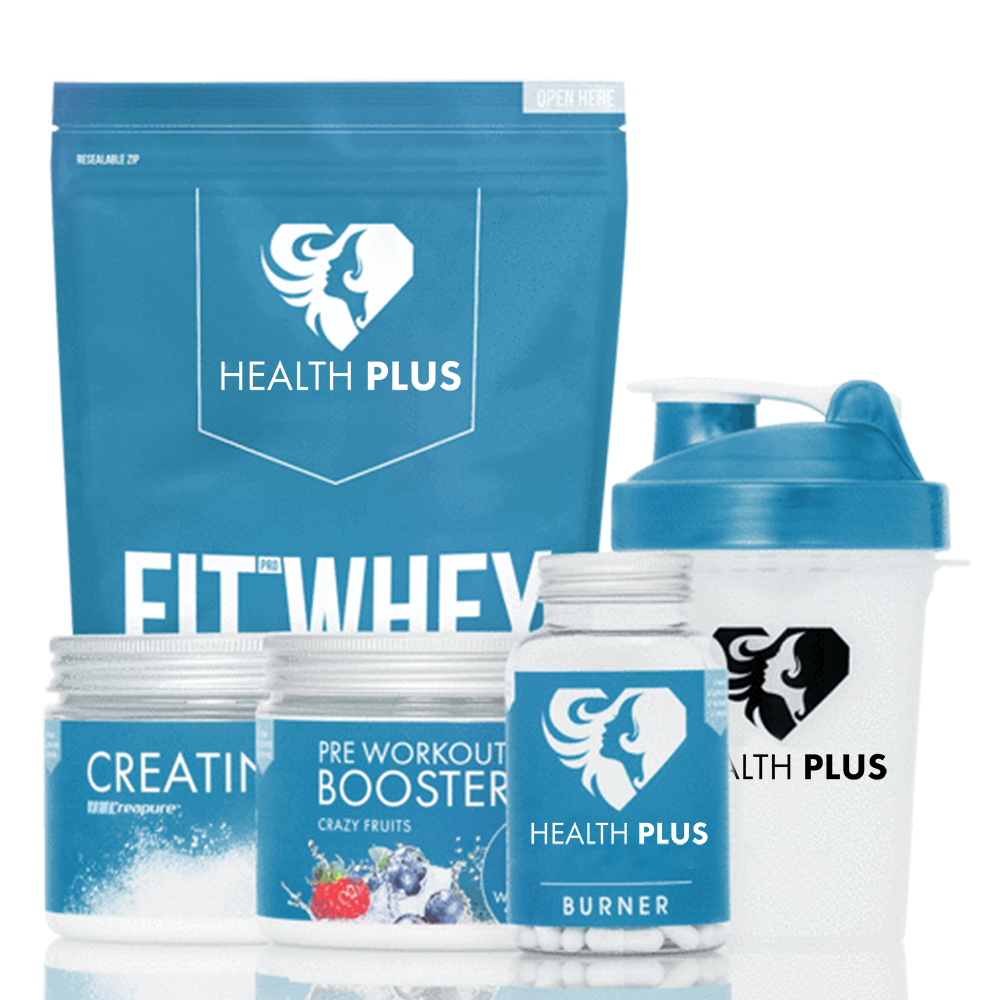 OPEN HERE
RESEALABLE ZIP
HEALTH PLUS
FIT PRO WHEY
CREATIN
Creapure
PRE WORKOUT
BOOSTER
CRAZY FRUITS
HEALTH PLUS
BURNER
ALTH PLUS